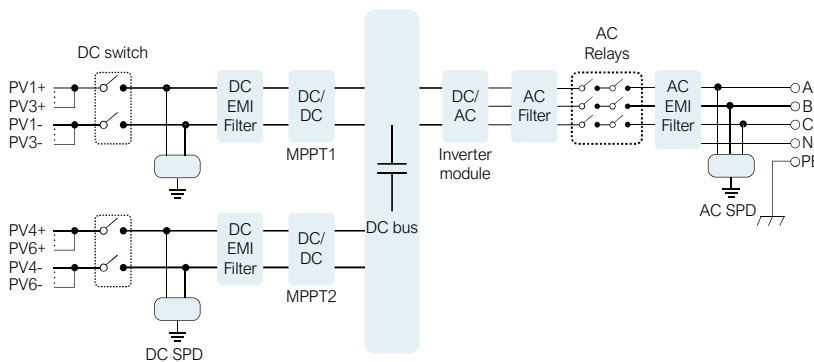 DC switch
PV1+
PV3+
PV1-
PV3-
DC
EMI
Filter
DC/
DC
MPPT1
PV4+
PV6+
PV4-
PV6-
DC SPD
DC
EMI
Filter
DC/
DC
MPPT2
DC bus
DC/
AC
Inverter
module
AC
Filter
AC
Relays
AC
EMI
Filter
A
B
C
N
PE
AC SPD